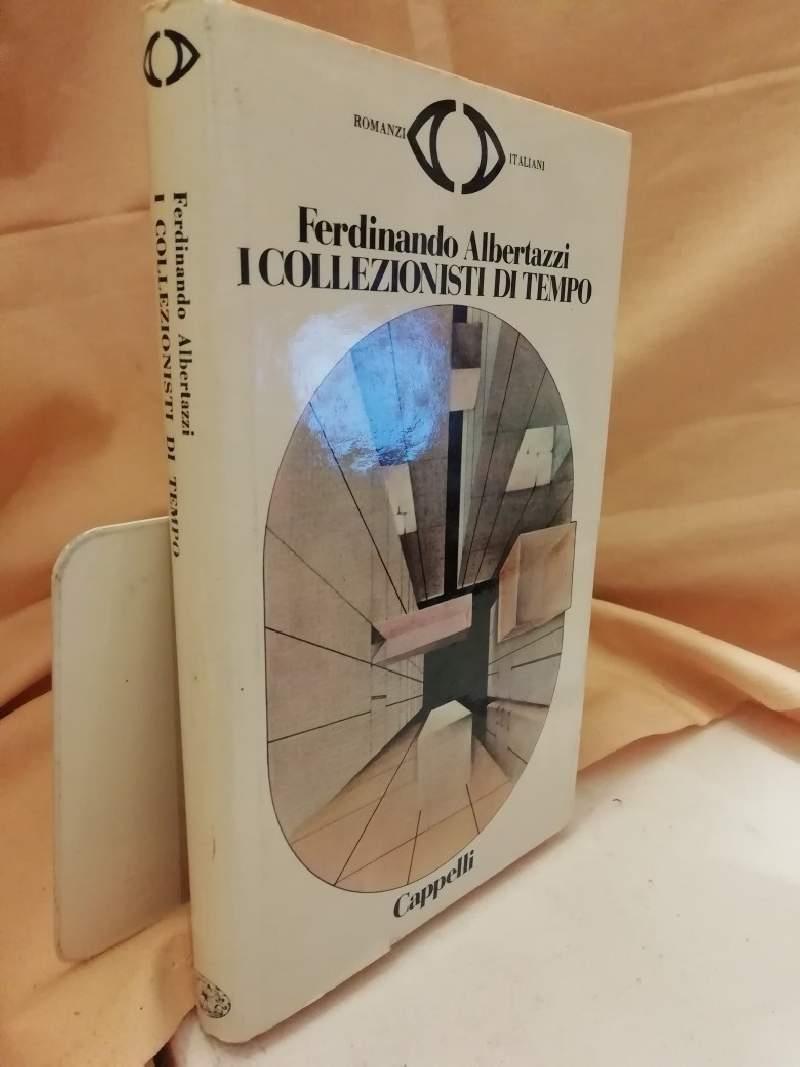 ROMANZI ITALIANI
Ferdinando Albertazzi
I COLLEZIONISTI DI TEMPO
Cappelli
Ferdinando Albertazzi
I COLLEZIONISTI DI TEMPO